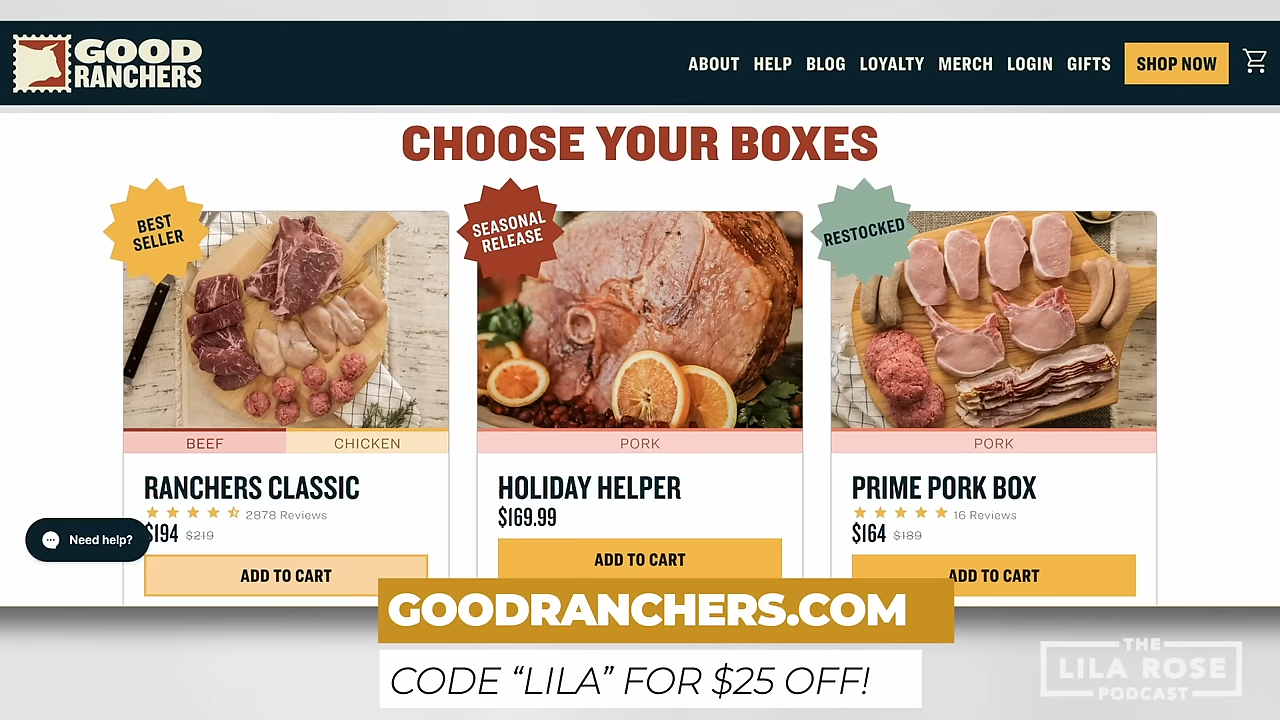 GOOD
RANCHERS
ABOUT HELP BLOG LOYALTY MERCH LOGIN GIFTS SHOP NOW
CHOOSE YOUR BOXES
BEST
SELLER
SEASONAL
RELEASE
RESTOCKED
BEEF CHICKEN
PORK
PORK
RANCHERS CLASSIC
2878 Reviews
$194 $219
ADD TO CART
HOLIDAY HELPER
$169.99
ADD TO CART
PRIME PORK BOX
16 Reviews
$164 $189
ADD TO CART
Need help?
GOODRANCHERS.COM
CODE “LILA” FOR $25 OFF!
THE
LILA ROSE
PODCAST